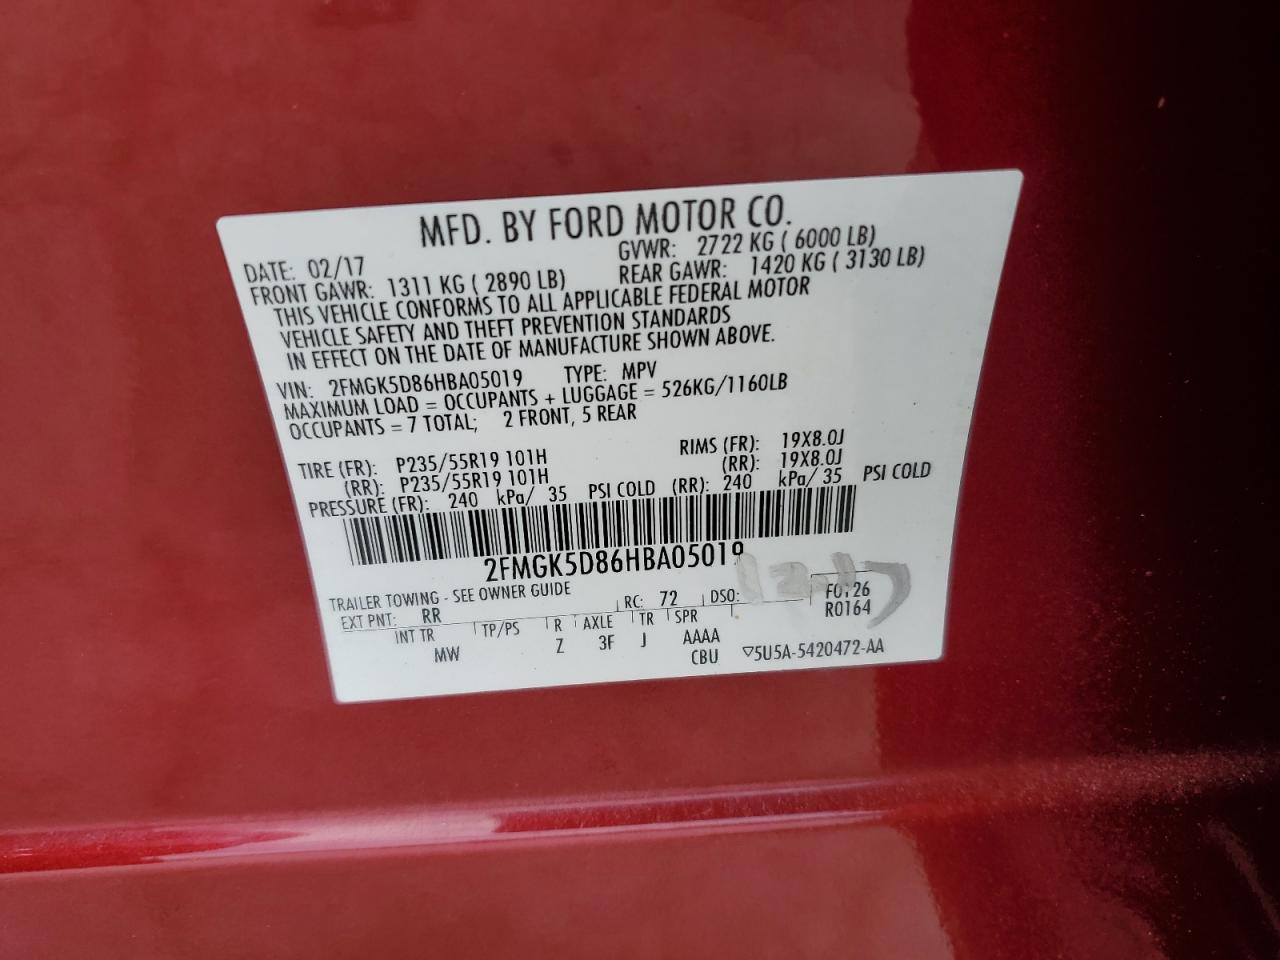 MFD. BY FORD MOTOR CO.
DATE: 02/17 GVWR: 2722 KG ( 6000 LB)
FRONT GAWR: 1311 KG ( 2890 LB) REAR GAWR: 1420 KG ( 3130 LB)
THIS VEHICLE CONFORMS TO ALL APPLICABLE FEDERAL MOTOR
VEHICLE SAFETY AND THEFT PREVENTION STANDARDS
IN EFFECT ON THE DATE OF MANUFACTURE SHOWN ABOVE.
VIN: 2FMGK5D86HBA05019 TYPE: MPV
MAXIMUM LOAD = OCCUPANTS + LUGGAGE = 526KG/1160LB
OCCUPANTS = 7 TOTAL; 2 FRONT, 5 REAR
TIRE (FR): P235/55R19 101H RIMS (FR): 19X8.0J
(RR): P235/55R19 101H (RR): 19X8.0J
PRESSURE (FR): 240 kPa/ 35 PSI COLD (RR): 240 kPa/ 35 PSI COLD
2FMGK5D86HBA05019
TRAILER TOWING - SEE OWNER GUIDE
EXT PNT: RR RC: 72 DSO: F0126
R0164
INT TR TP/PS R AXLE TR SPR
MW Z 3F J AAAA
CBU ▽5U5A-5420472-AA